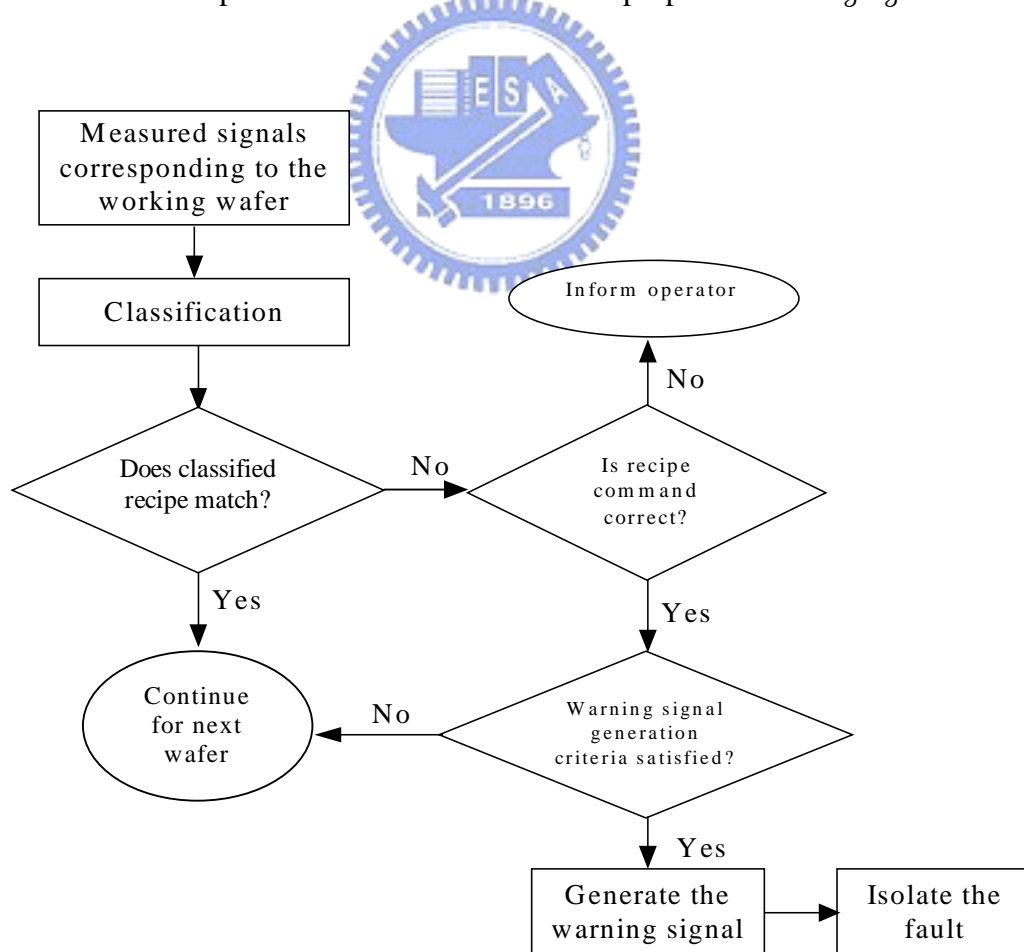 Measured signals
corresponding to the
working wafer
E S A
1896
Classification
Inform operator
No
Does classified
recipe match?
No
Is recipe
command
correct?
Yes
Yes
Continue
for next
wafer
No
Warning signal
generation
criteria satisfied?
Yes
Generate the
warning signal
Isolate the
fault